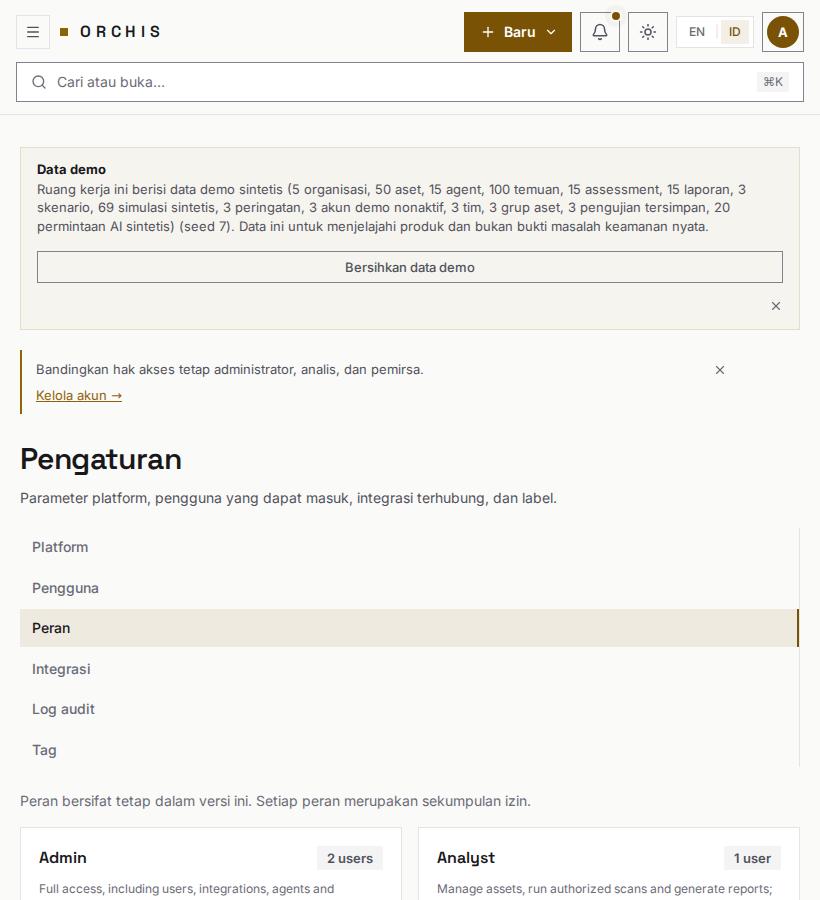 ORCHIS
Baru
EN
ID
A
Cari atau buka...
⌘K
Data demo
Ruang kerja ini berisi data demo sintetis (5 organisasi, 50 aset, 15 agent, 100 temuan, 15 assessment, 15 laporan, 3
skenario, 69 simulasi sintetis, 3 peringatan, 3 akun demo nonaktif, 3 tim, 3 grup aset, 3 pengujian tersimpan, 20
permintaan AI sintetis) (seed 7). Data ini untuk menjelajahi produk dan bukan bukti masalah keamanan nyata.
Bersihkan data demo
Bandingkan hak akses tetap administrator, analis, dan pemirsa.
Kelola akun →
Pengaturan
Parameter platform, pengguna yang dapat masuk, integrasi terhubung, dan label.
Platform
Pengguna
Peran
Integrasi
Log audit
Tag
Peran bersifat tetap dalam versi ini. Setiap peran merupakan sekumpulan izin.
Admin
2 users
Full access, including users, integrations, agents and
Analyst
1 user
Manage assets, run authorized scans and generate reports;